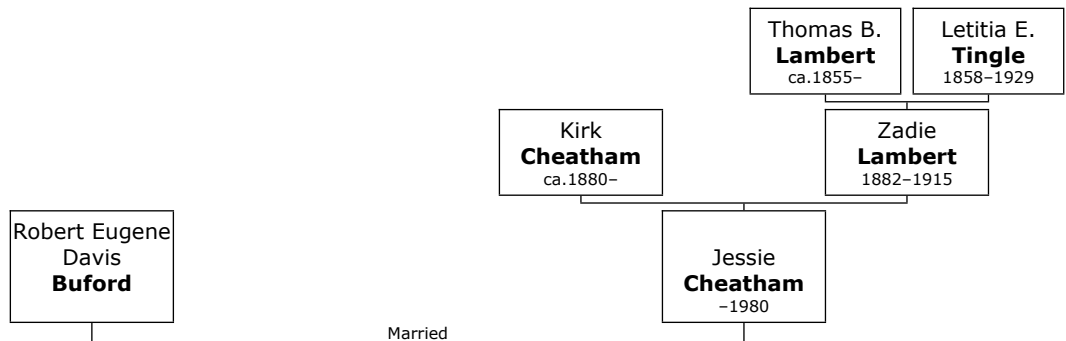 Thomas B.
Lambert
ca.1855–
Letitia E.
Tingle
1858–1929
Kirk
Cheatham
ca.1880–
Zadie
Lambert
1882–1915
Robert Eugene
Davis
Buford
Jessie
Cheatham
–1980
Married